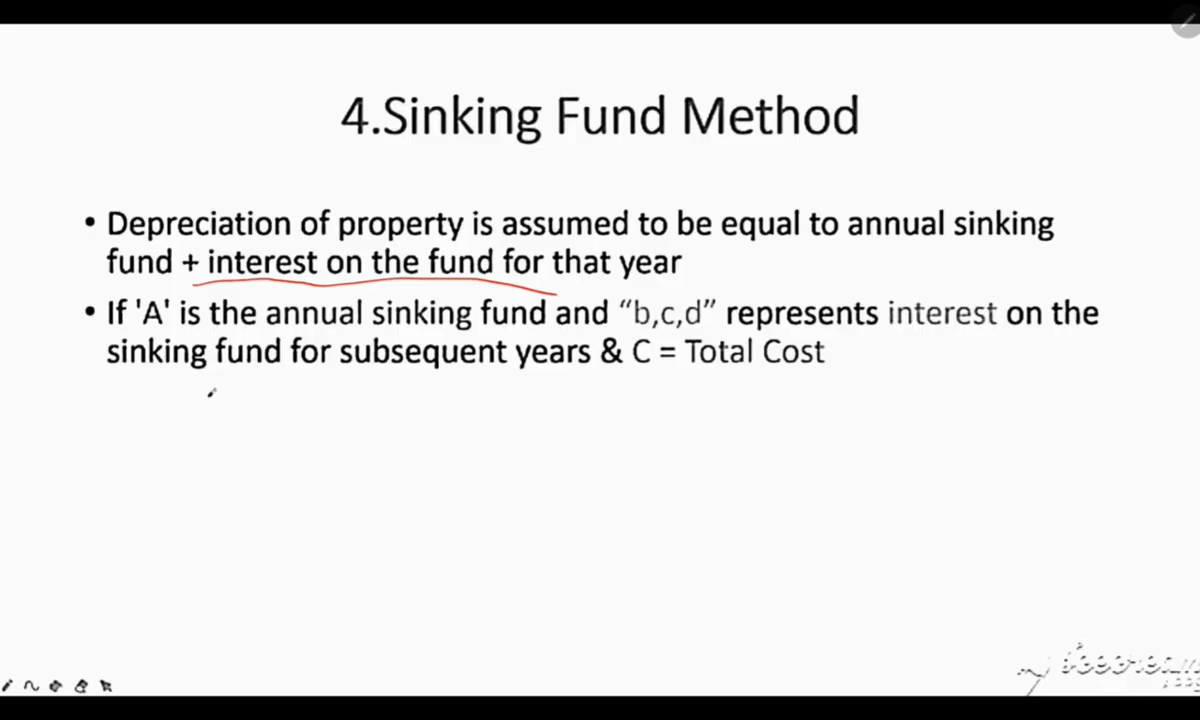 4.Sinking Fund Method
• Depreciation of property is assumed to be equal to annual sinking
fund + interest on the fund for that year
• If 'A' is the annual sinking fund and “b,c,d” represents interest on the
sinking fund for subsequent years & C = Total Cost